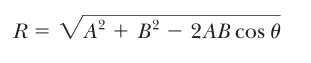 R = √A² + B² − 2AB cos θ